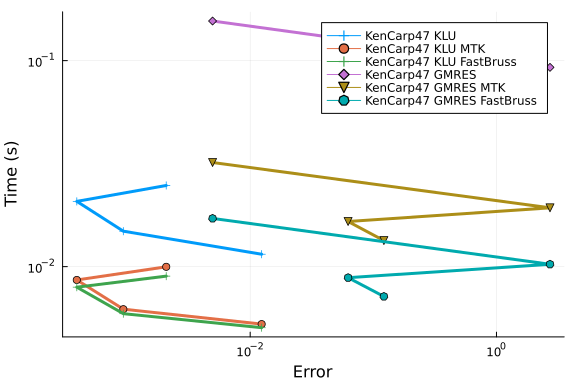 KenCarp47 KLU
KenCarp47 KLU MTK
KenCarp47 KLU FastBruss
KenCarp47 GMRES
KenCarp47 GMRES MTK
KenCarp47 GMRES FastBruss
Time (s)
10⁻¹
10⁻²
10⁻² 10⁰
Error